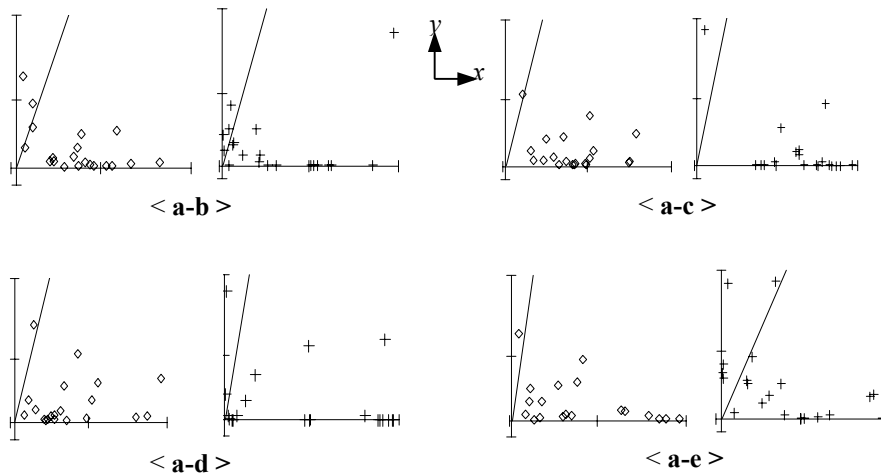 y
x
< a-b >
< a-c >
< a-d >
< a-e >